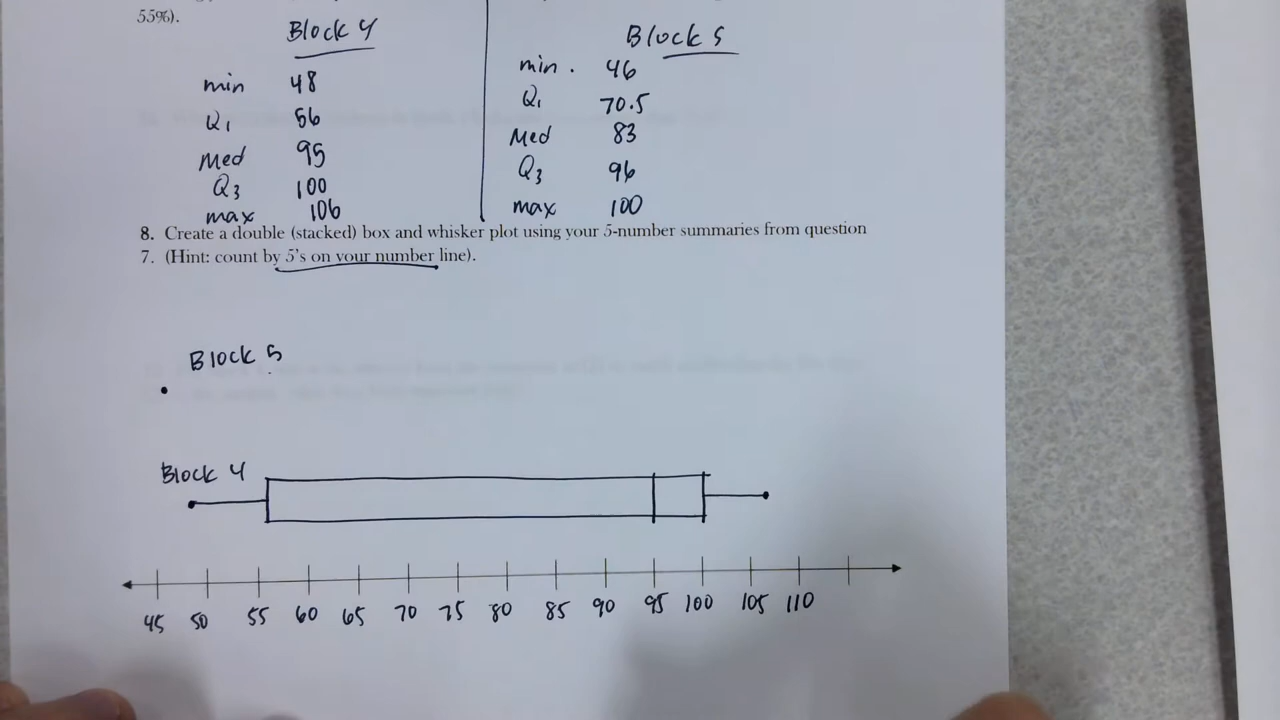 55%).
Block 4
min 48
Q1 56
Med 95
Q3 100
max 106
Block 5
min. 46
Q1 70.5
Med 83
Q3 96
max 100
8. Create a double (stacked) box and whisker plot using your 5-number summaries from question
7. (Hint: count by 5's on your number line).
Block 5
Block 4
45 50 55 60 65 70 75 80 85 90 95 100 105 110